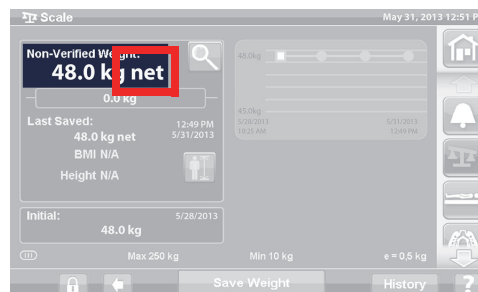 Scale
May 31, 2013 12:51 P
Non-Verified Weight:
48.0 kg net
0.0 kg
Last Saved:
12:49 PM
48.0 kg net
5/31/2013
BMI N/A
Height N/A
Initial:
5/28/2013
48.0 kg
48.0kg
45.0kg
5/28/2013
5/31/2013
10:25 AM
12:49 PM
Max 250 kg
Min 10 kg
e = 0,5 kg
Save Weight
History
?